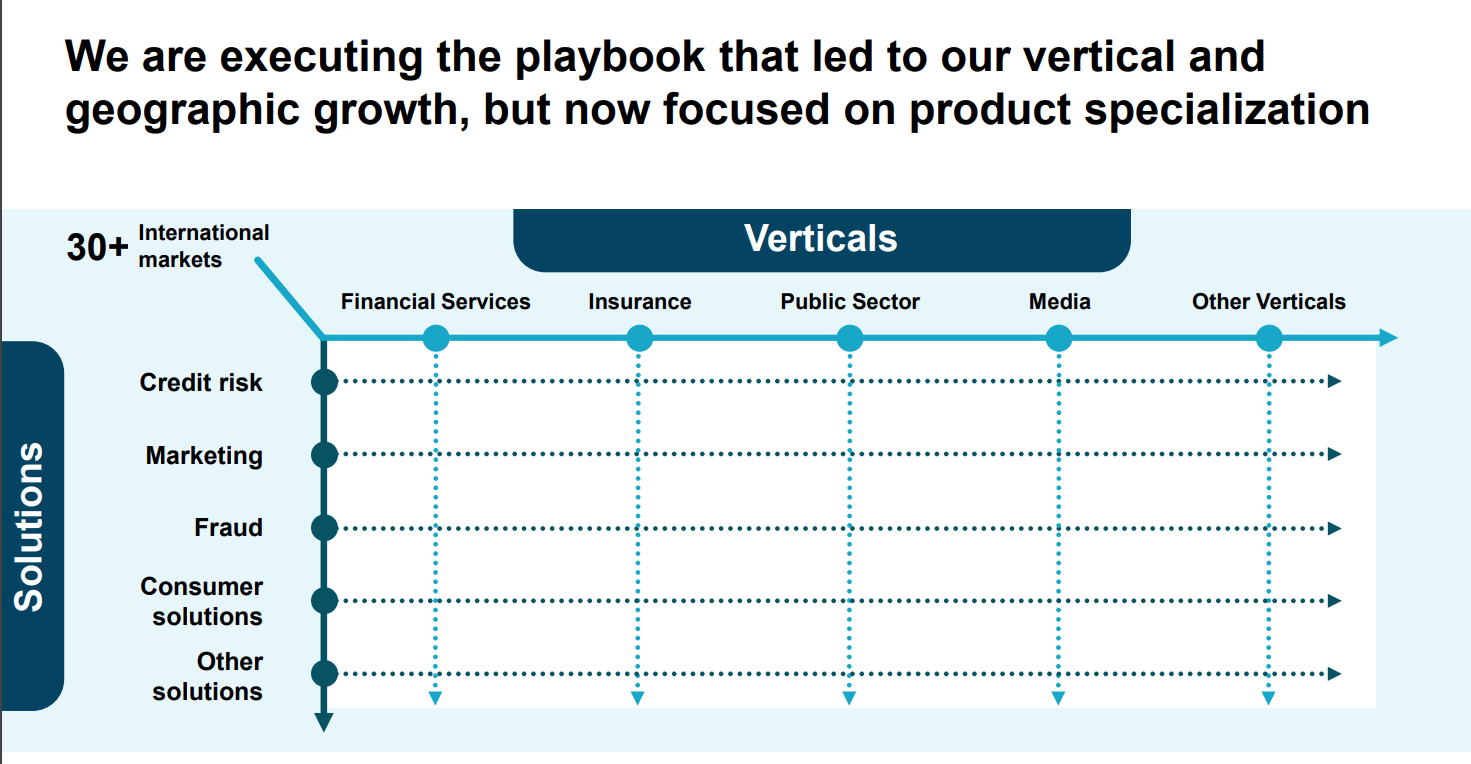 We are executing the playbook that led to our vertical and
geographic growth, but now focused on product specialization
30+ International
markets
Verticals
Financial Services
Insurance
Public Sector
Media
Other Verticals
Solutions
Credit risk
Marketing
Fraud
Consumer
solutions
Other
solutions